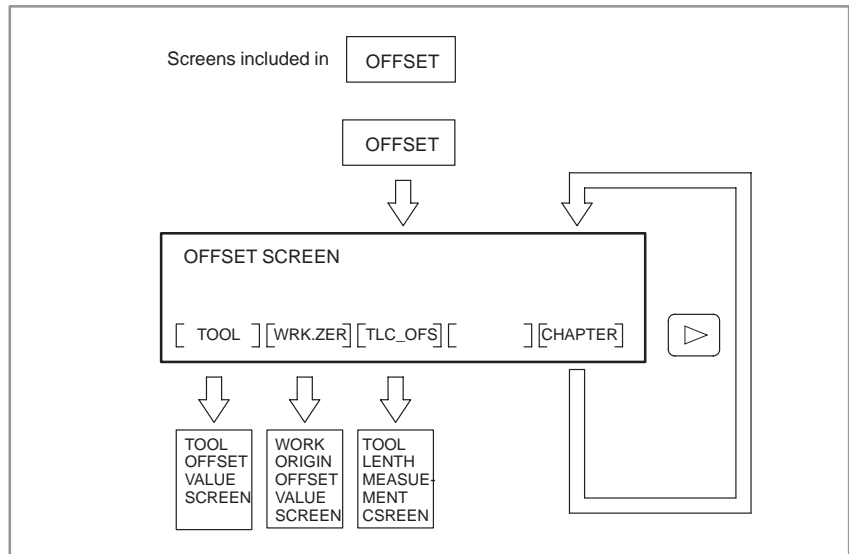 Screens included in OFFSET
OFFSET
OFFSET SCREEN
[ TOOL ] [WRK.ZER] [TLC_OFS] [ ] [CHAPTER]
TOOL
OFFSET
VALUE
SCREEN
WORK
ORIGIN
OFFSET
VALUE
SCREEN
TOOL
LENTH
MEASUE-
MENT
CSREEN